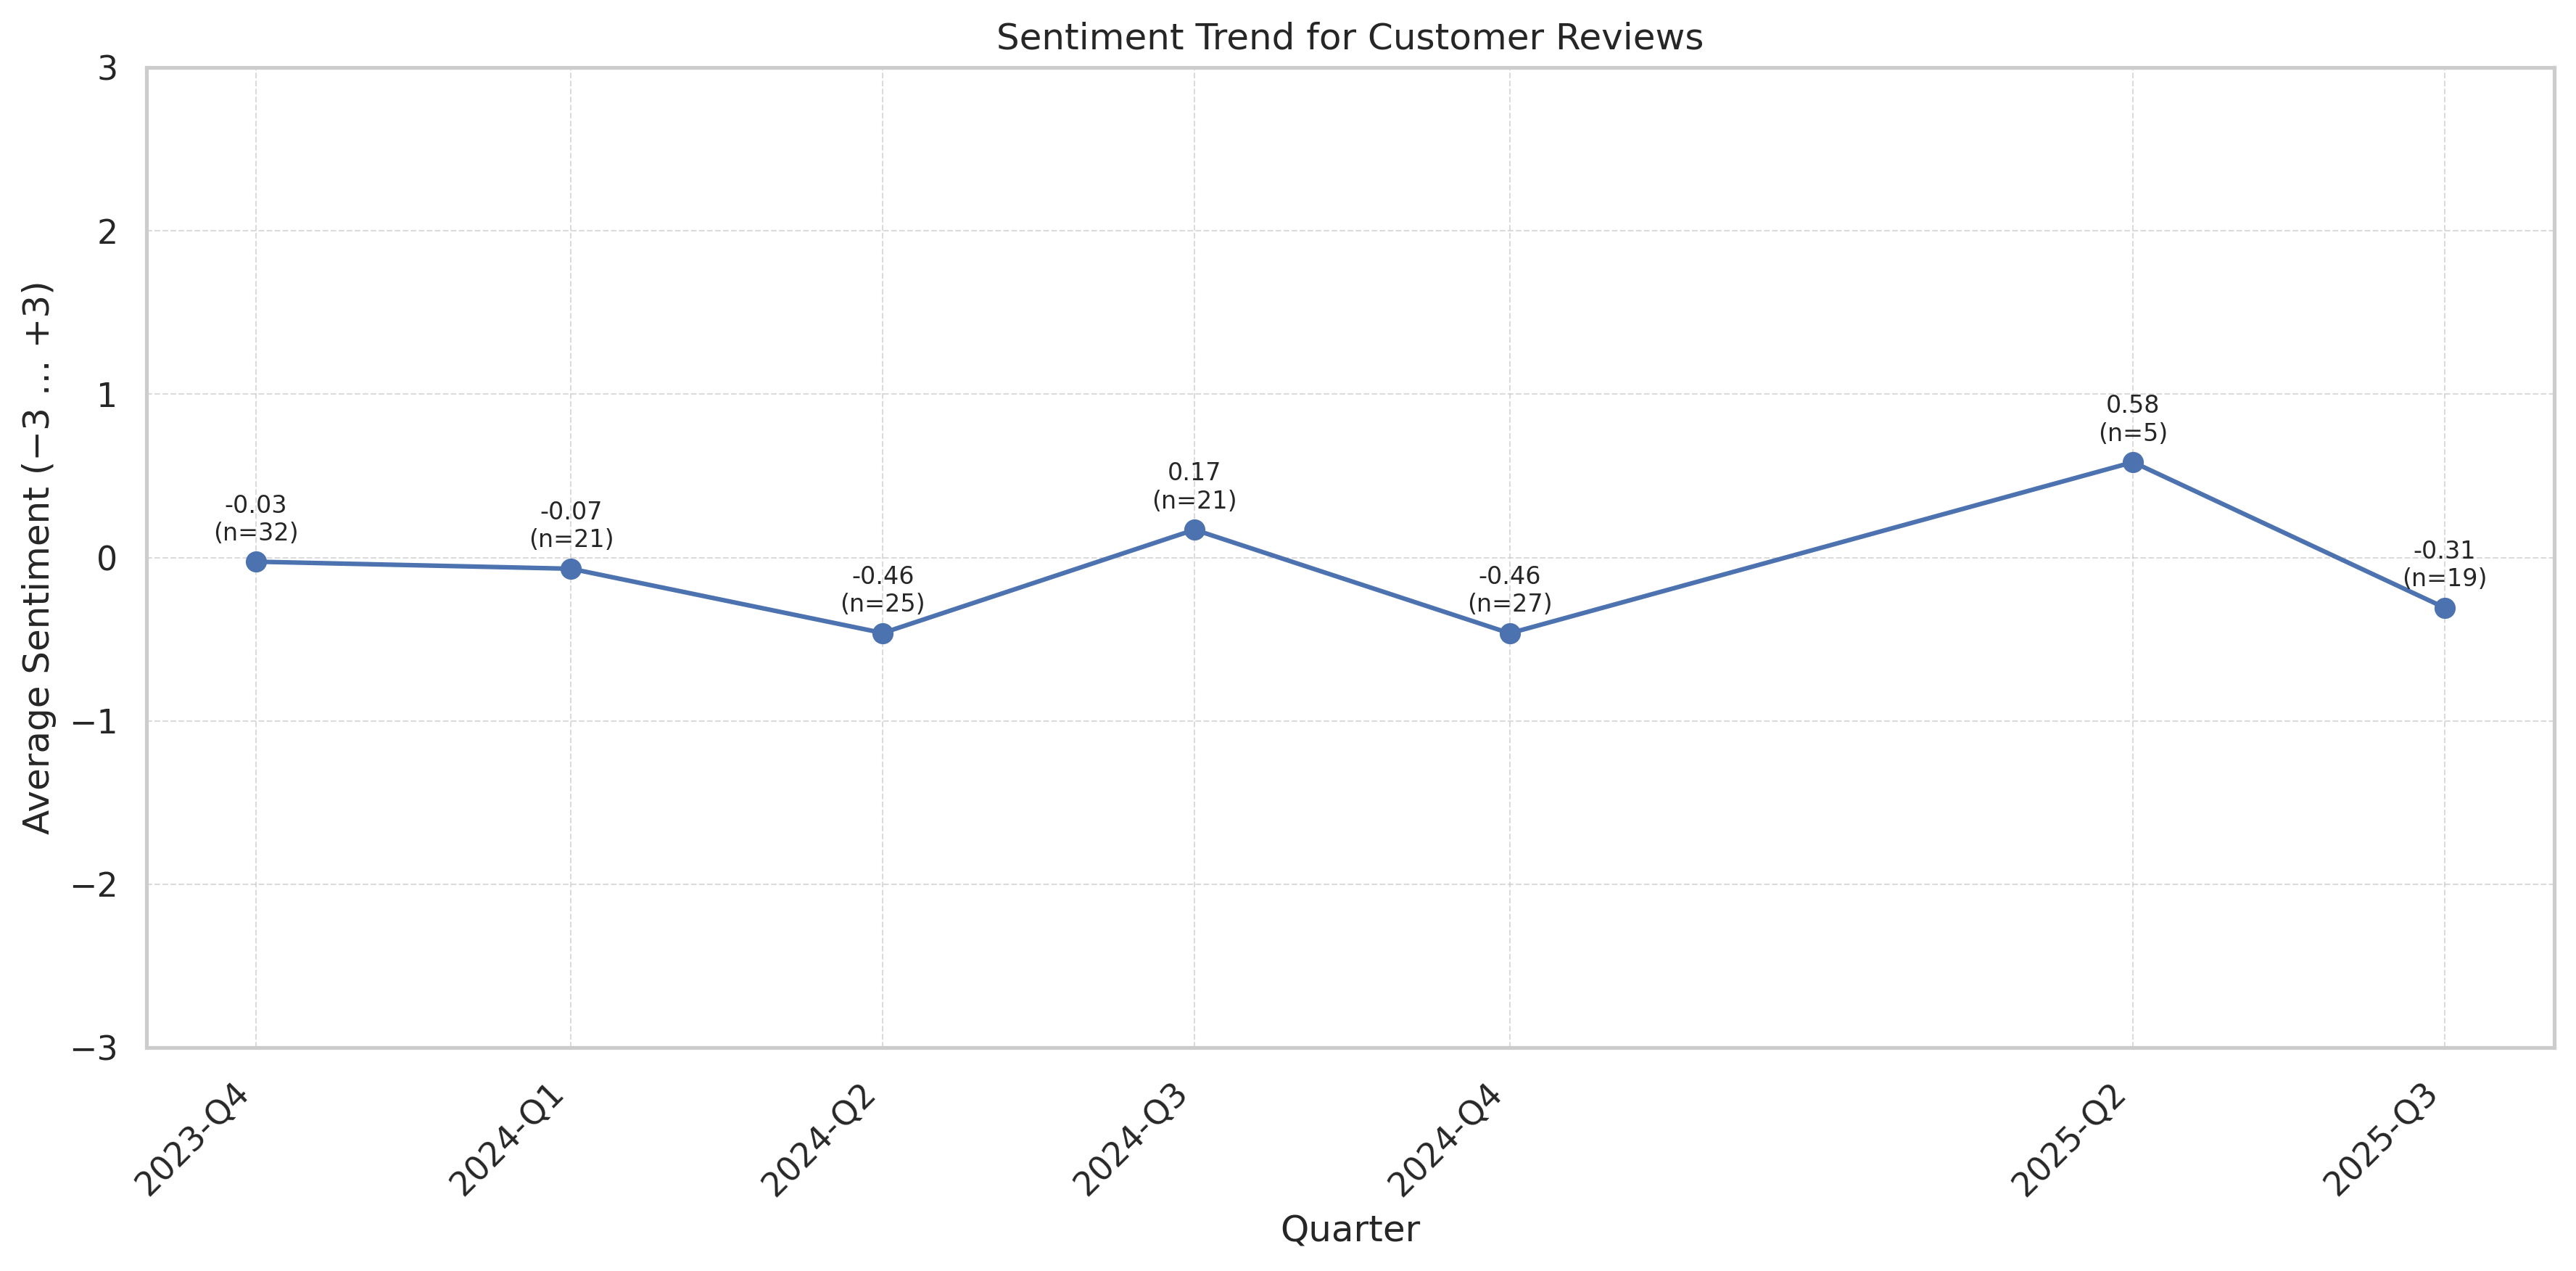 Sentiment Trend for Customer Reviews
Average Sentiment (−3 ... +3)
3
2
1
0
−1
−2
−3
-0.03
(n=32)
-0.07
(n=21)
-0.46
(n=25)
0.17
(n=21)
-0.46
(n=27)
0.58
(n=5)
-0.31
(n=19)
2023-Q4
2024-Q1
2024-Q2
2024-Q3
2024-Q4
2025-Q2
2025-Q3
Quarter